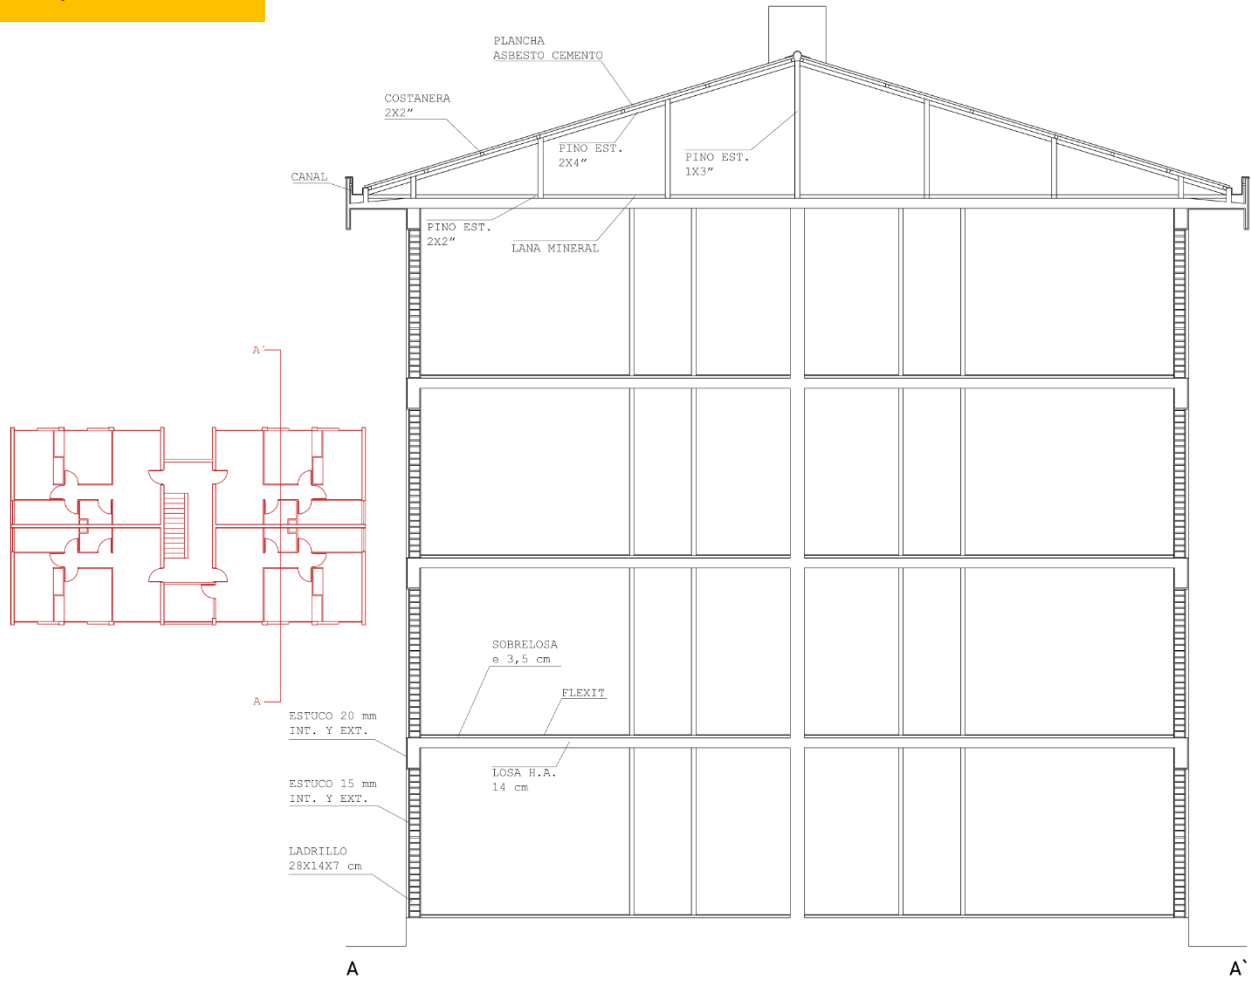 PLANCHA
ASBESTO CEMENTO
COSTANERA
2X2"
PINO EST.
2X4"
PINO EST.
1X3"
CANAL
PINO EST.
2X2"
LANA MINERAL
A´
A
SOBRELOSA
e 3,5 cm
FLEXIT
ESTUCO 20 mm
INT. Y EXT.
LOSA H.A.
14 cm
ESTUCO 15 mm
INT. Y EXT.
LADRILLO
28X14X7 cm
A
A`